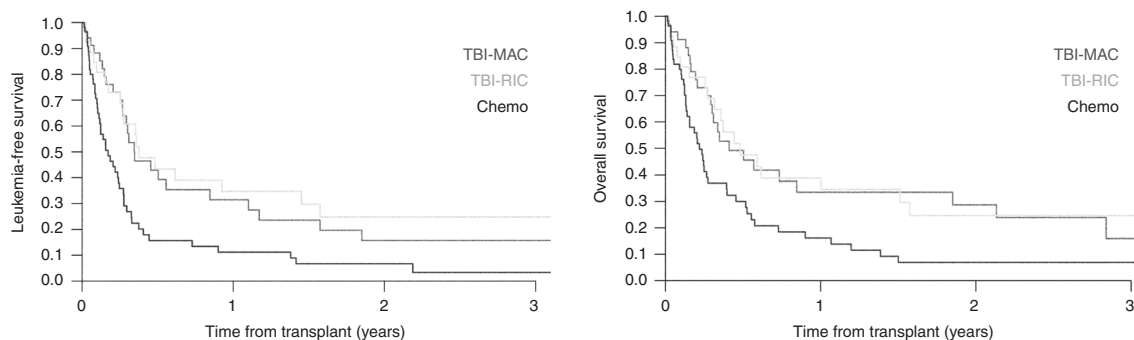 1.0
0.9
0.8
0.7
0.6
0.5
0.4
0.3
0.2
0.1
0.0
Leukemia-free survival
TBI-MAC
TBI-RIC
Chemo
0 1 2 3
Time from transplant (years)
1.0
0.9
0.8
0.7
0.6
0.5
0.4
0.3
0.2
0.1
0.0
Overall survival
TBI-MAC
TBI-RIC
Chemo
0 1 2 3
Time from transplant (years)